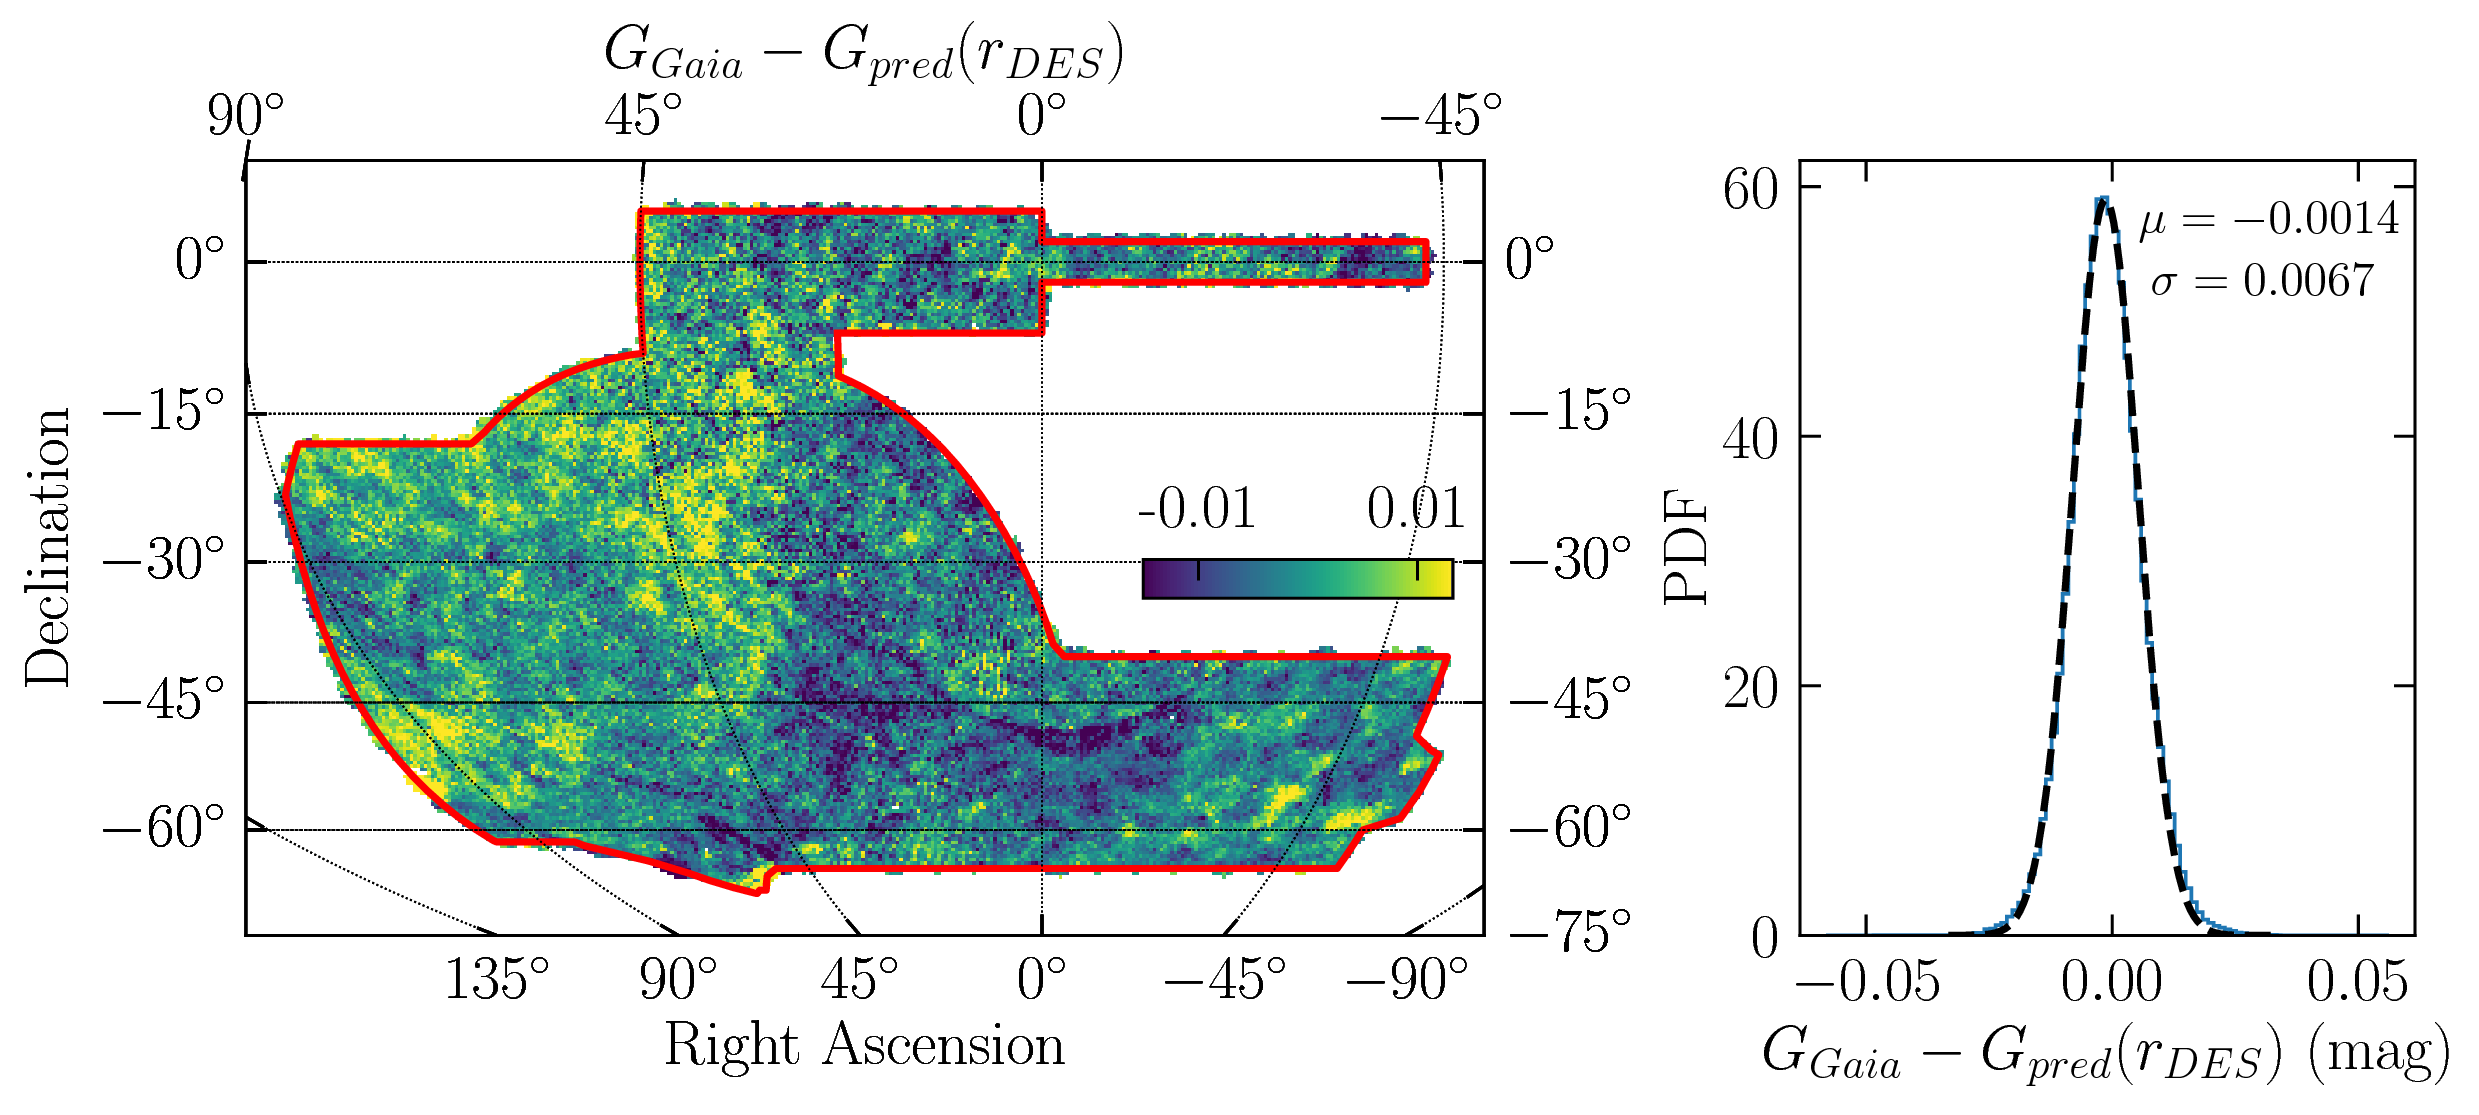 G_Gaia − G_pred(r_DES)
90° 45° 0° −45°
0° 0°
−15° −15°
−30° −30°
−45° −45°
−60° −60°
−75°
135° 90° 45° 0° −45° −90°
Right Ascension
Declination
-0.01 0.01
60
40
20
0
PDF
μ = −0.0014
σ = 0.0067
−0.05 0.00 0.05
G_Gaia − G_pred(r_DES) (mag)